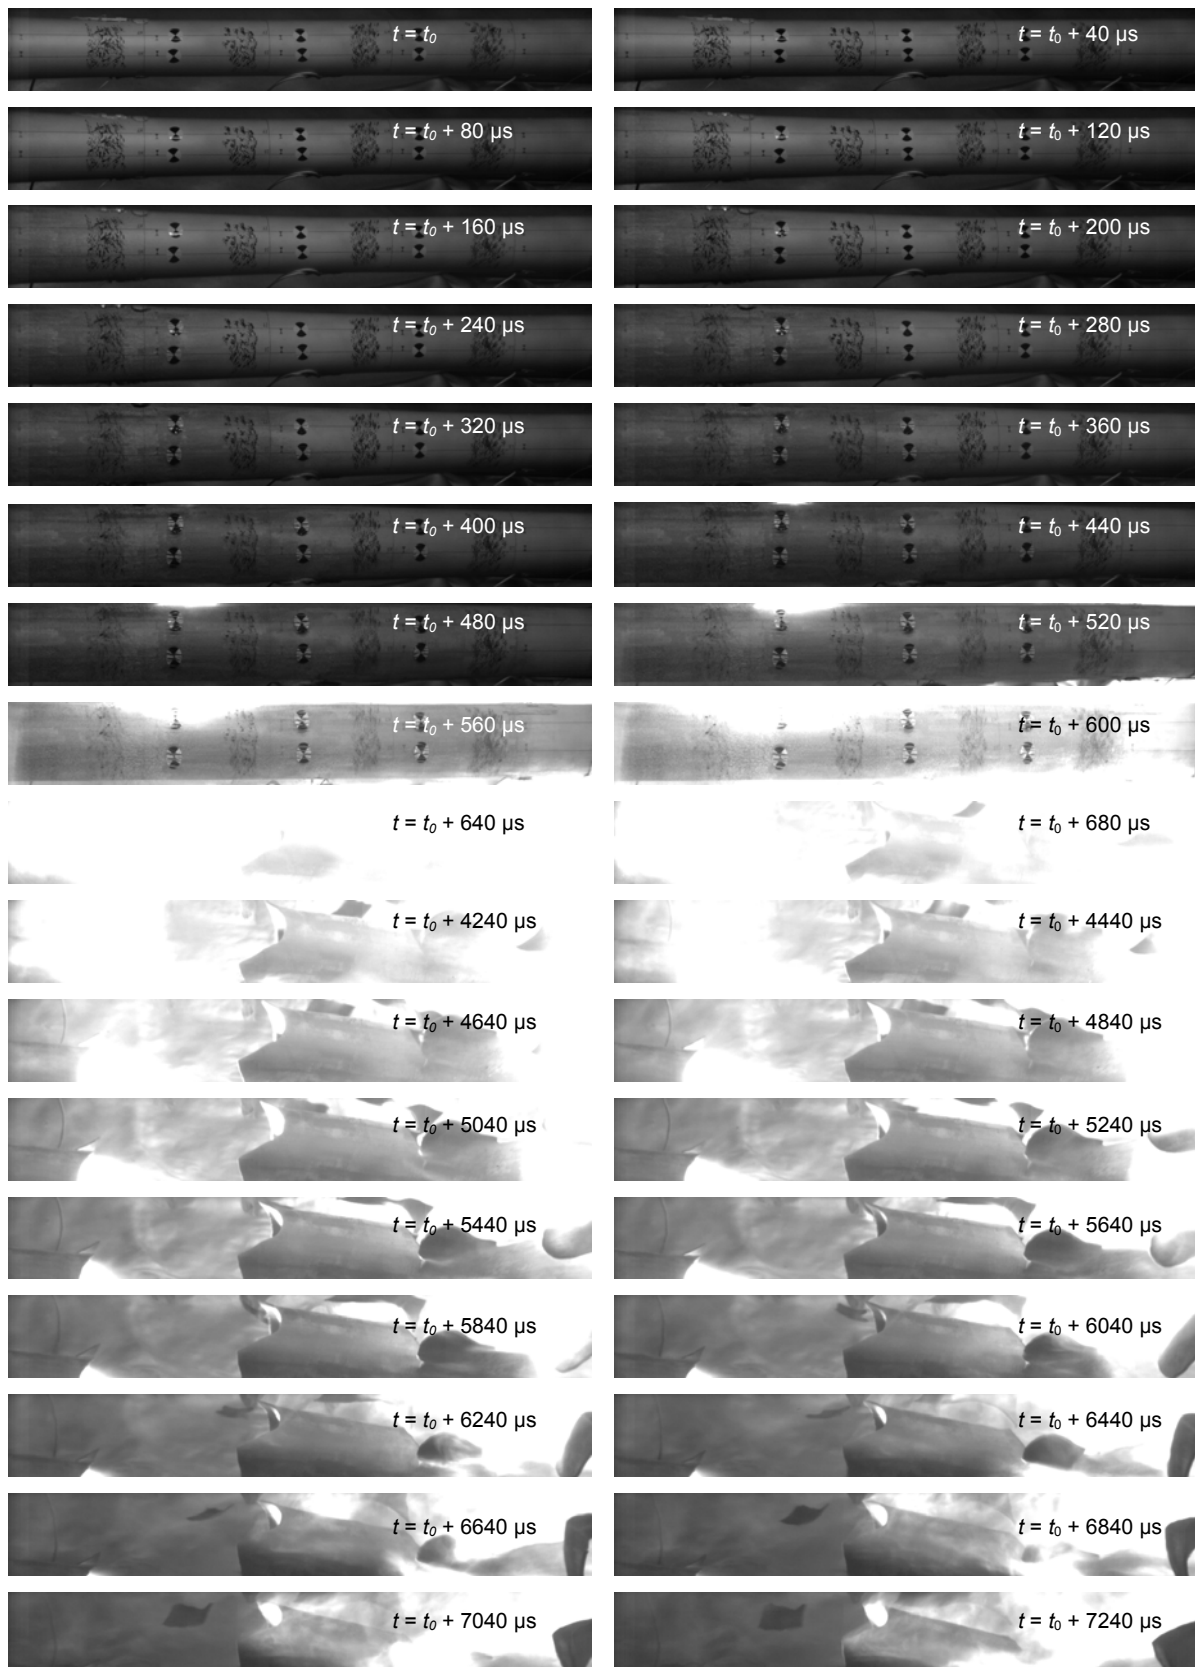 t = t0
t = t0 + 40 µs
t = t0 + 80 µs
t = t0 + 120 µs
t = t0 + 160 µs
t = t0 + 200 µs
t = t0 + 240 µs
t = t0 + 280 µs
t = t0 + 320 µs
t = t0 + 360 µs
t = t0 + 400 µs
t = t0 + 440 µs
t = t0 + 480 µs
t = t0 + 520 µs
t = t0 + 560 µs
t = t0 + 600 µs
t = t0 + 640 µs
t = t0 + 680 µs
t = t0 + 4240 µs
t = t0 + 4440 µs
t = t0 + 4640 µs
t = t0 + 4840 µs
t = t0 + 5040 µs
t = t0 + 5240 µs
t = t0 + 5440 µs
t = t0 + 5640 µs
t = t0 + 5840 µs
t = t0 + 6040 µs
t = t0 + 6240 µs
t = t0 + 6440 µs
t = t0 + 6640 µs
t = t0 + 6840 µs
t = t0 + 7040 µs
t = t0 + 7240 µs